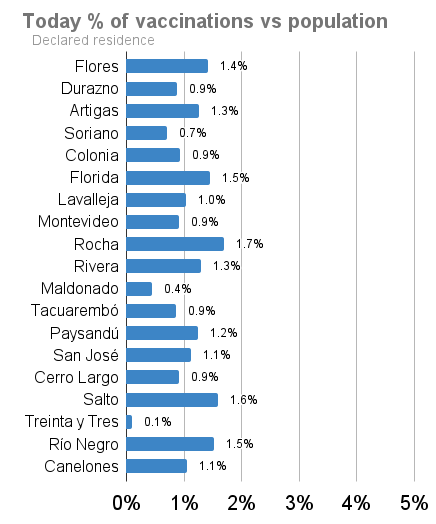 Today % of vaccinations vs population
Declared residence
Flores 1.4%
Durazno 0.9%
Artigas 1.3%
Soriano 0.7%
Colonia 0.9%
Florida 1.5%
Lavalleja 1.0%
Montevideo 0.9%
Rocha 1.7%
Rivera 1.3%
Maldonado 0.4%
Tacuarembó 0.9%
Paysandú 1.2%
San José 1.1%
Cerro Largo 0.9%
Salto 1.6%
Treinta y Tres 0.1%
Río Negro 1.5%
Canelones 1.1%
0% 1% 2% 3% 4% 5%